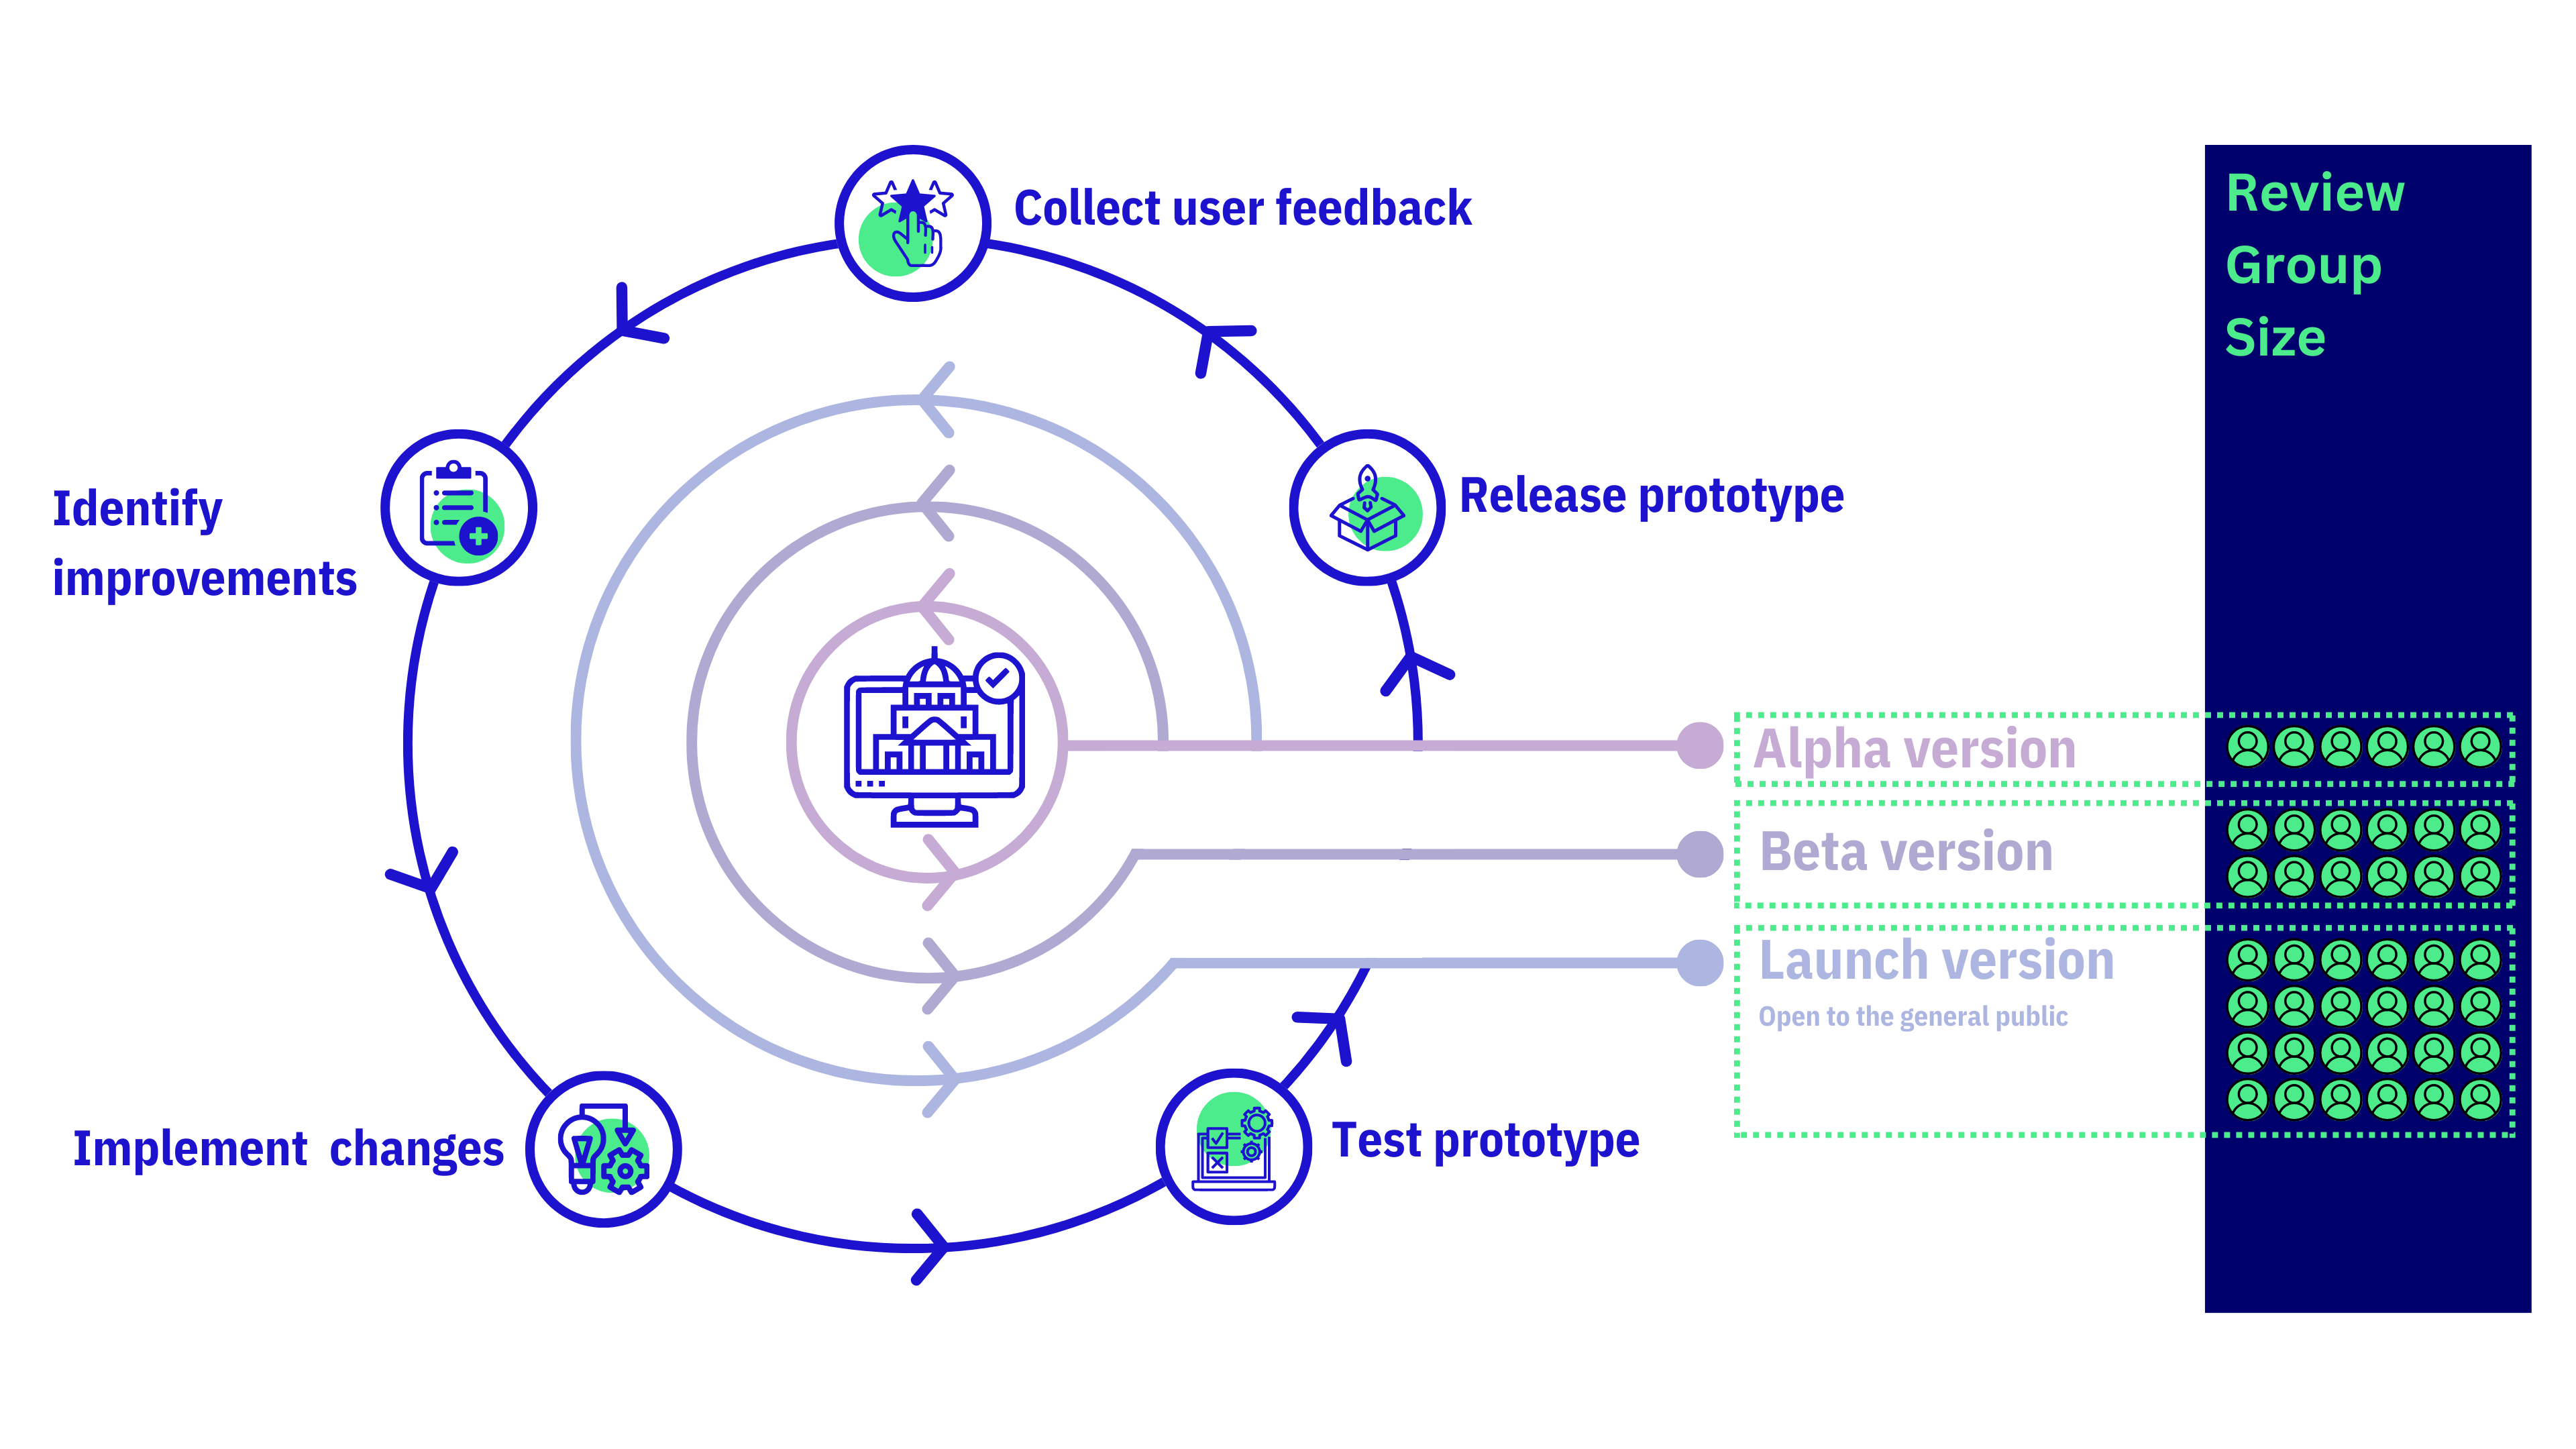 Collect user feedback
Review
Group
Size
Release prototype
Identify
improvements
Alpha version
Beta version
Launch version
Open to the general public
Implement changes
Test prototype